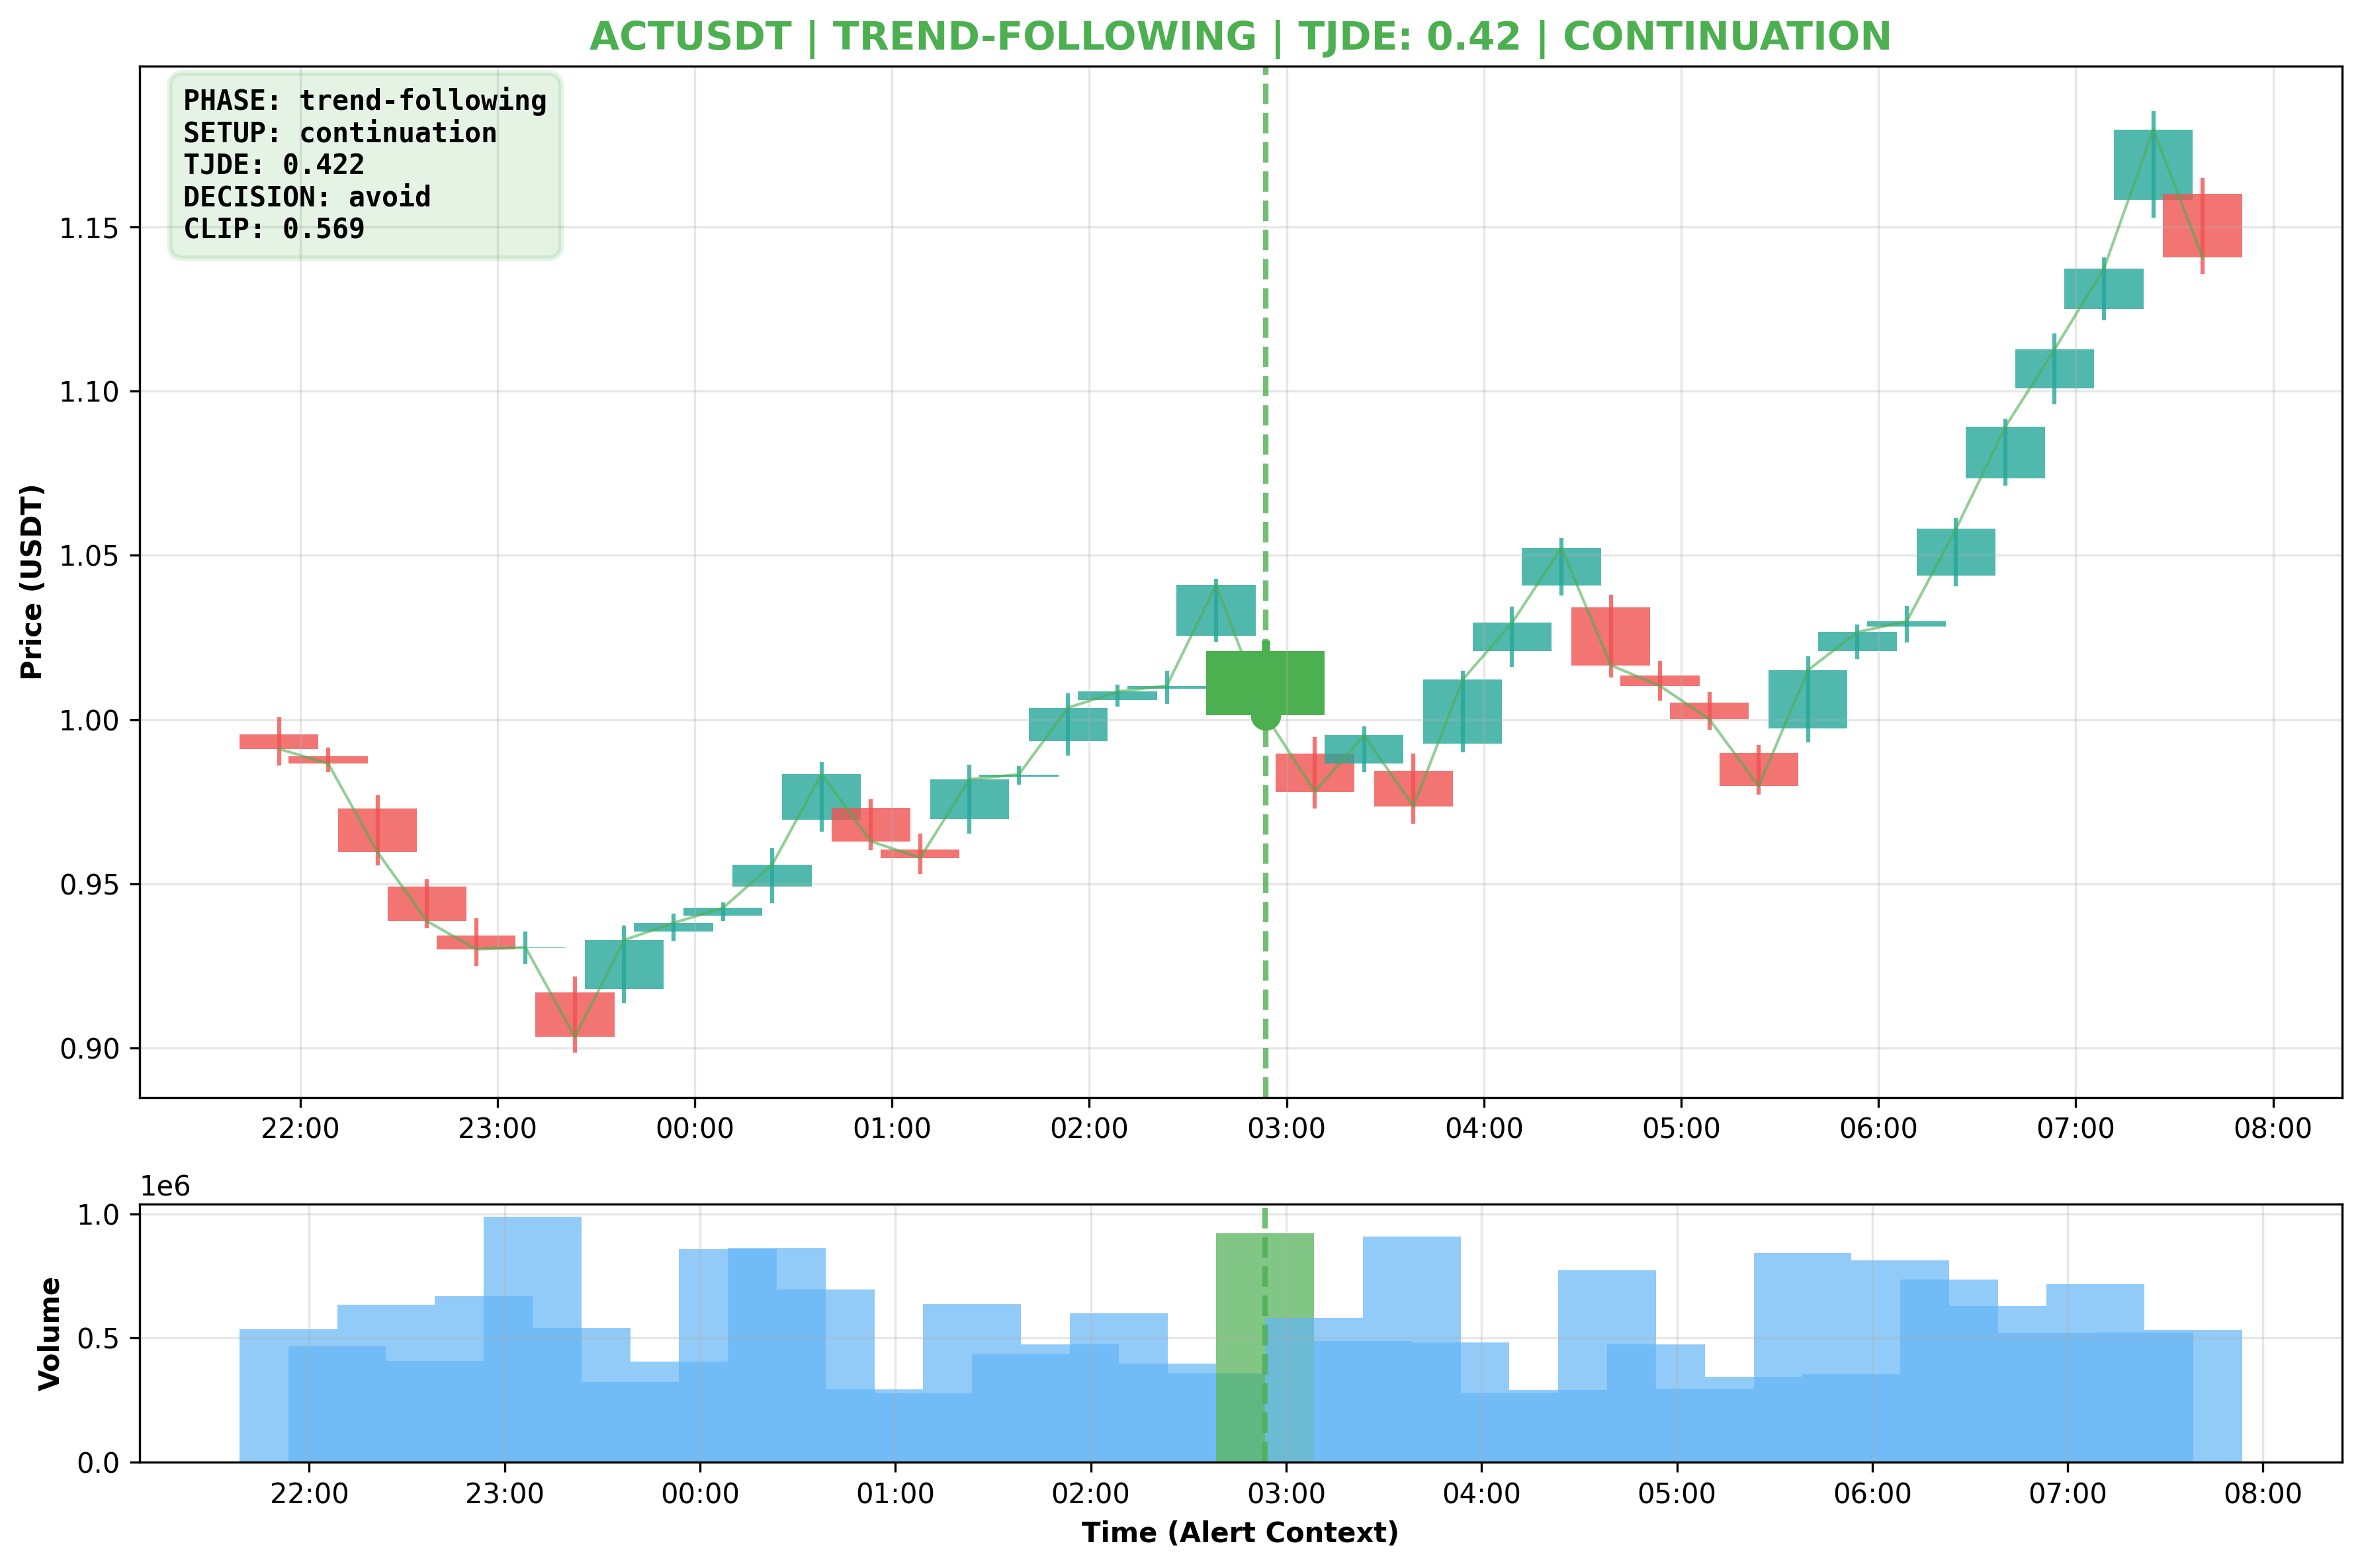 ACTUSDT | TREND-FOLLOWING | TJDE: 0.42 | CONTINUATION
PHASE: trend-following
SETUP: continuation
TJDE: 0.422
DECISION: avoid
CLIP: 0.569
Price (USDT)
1.15
1.10
1.05
1.00
0.95
0.90
22:00 23:00 00:00 01:00 02:00 03:00 04:00 05:00 06:00 07:00 08:00
1e6
Volume
1.0
0.5
0.0
22:00 23:00 00:00 01:00 02:00 03:00 04:00 05:00 06:00 07:00 08:00
Time (Alert Context)